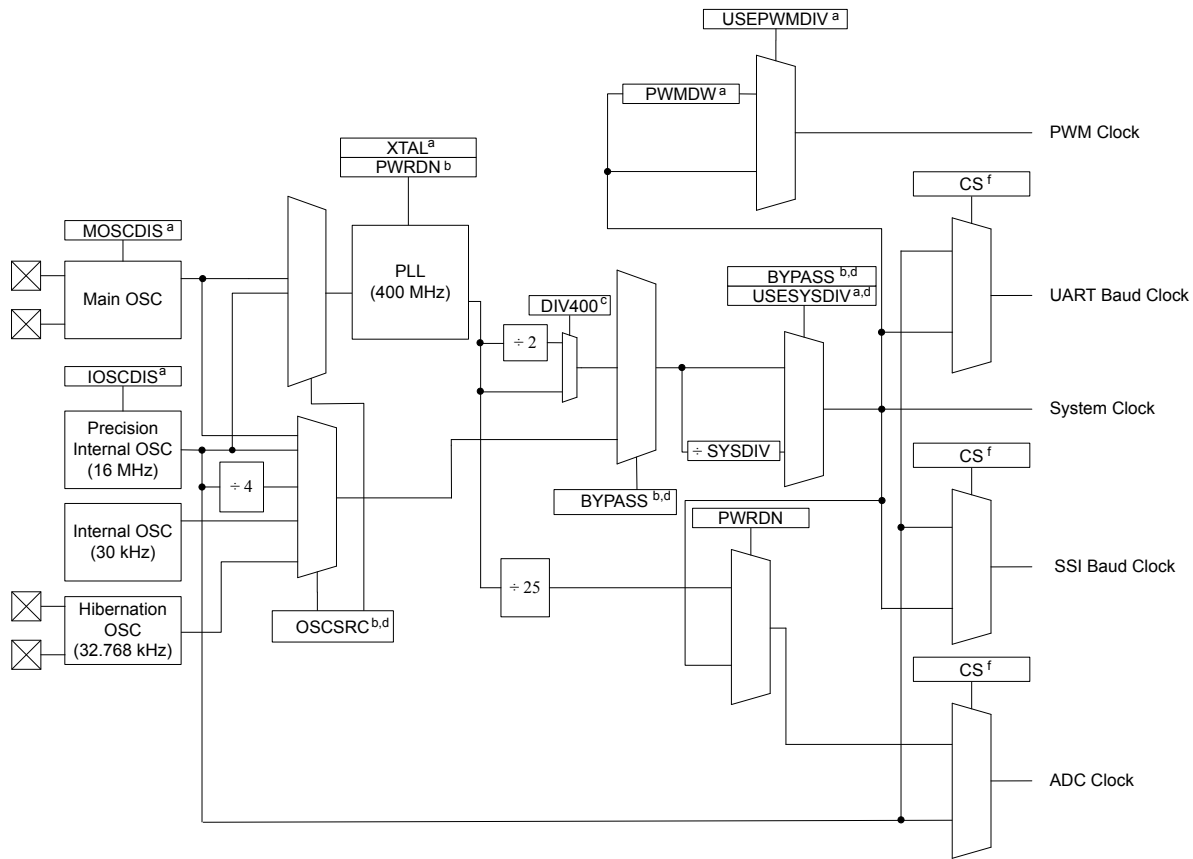 USEPWMDIV a
PWMDW a
PWM Clock
XTAL a
PWRDN b
CS f
MOSCDIS a
Main OSC
PLL
(400 MHz)
BYPASS b,d
USESYSDIV a,d
DIV400 c
UART Baud Clock
÷ 2
IOSCDIS a
Precision
Internal OSC
(16 MHz)
System Clock
÷ SYSDIV
CS f
÷ 4
BYPASS b,d
Internal OSC
(30 kHz)
PWRDN
SSI Baud Clock
÷ 25
Hibernation
OSC
(32.768 kHz)
OSCSRC b,d
CS f
ADC Clock